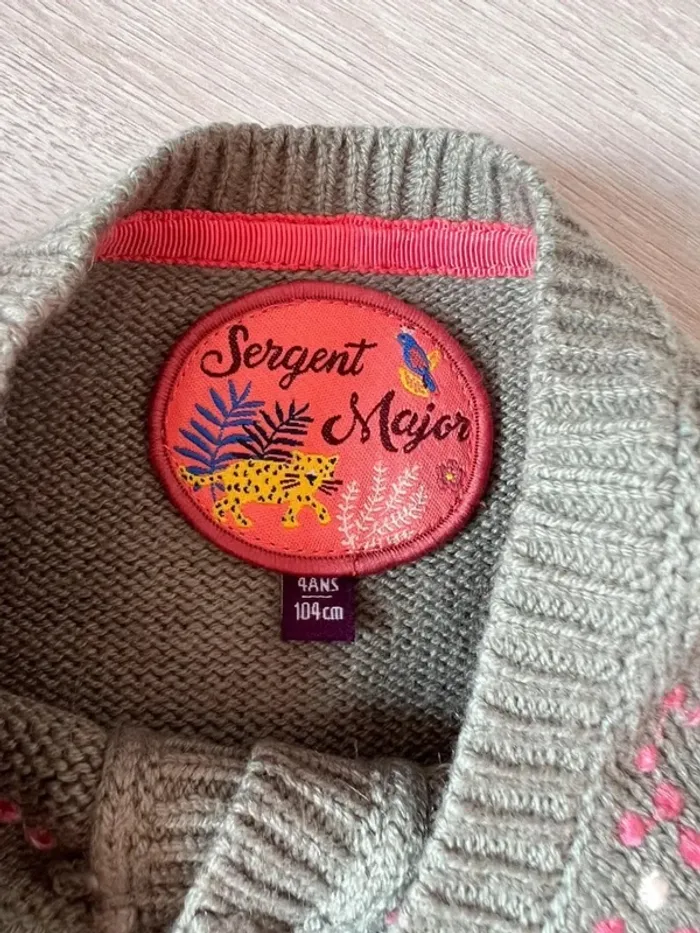 Sergent
Major
4ANS
104cm